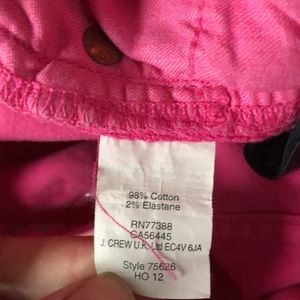 98% Cotton
2% Elastane
RN77388
CA56445
J. CREW U.K. Ltd EC4V 6JA
Style 75626
HO 12